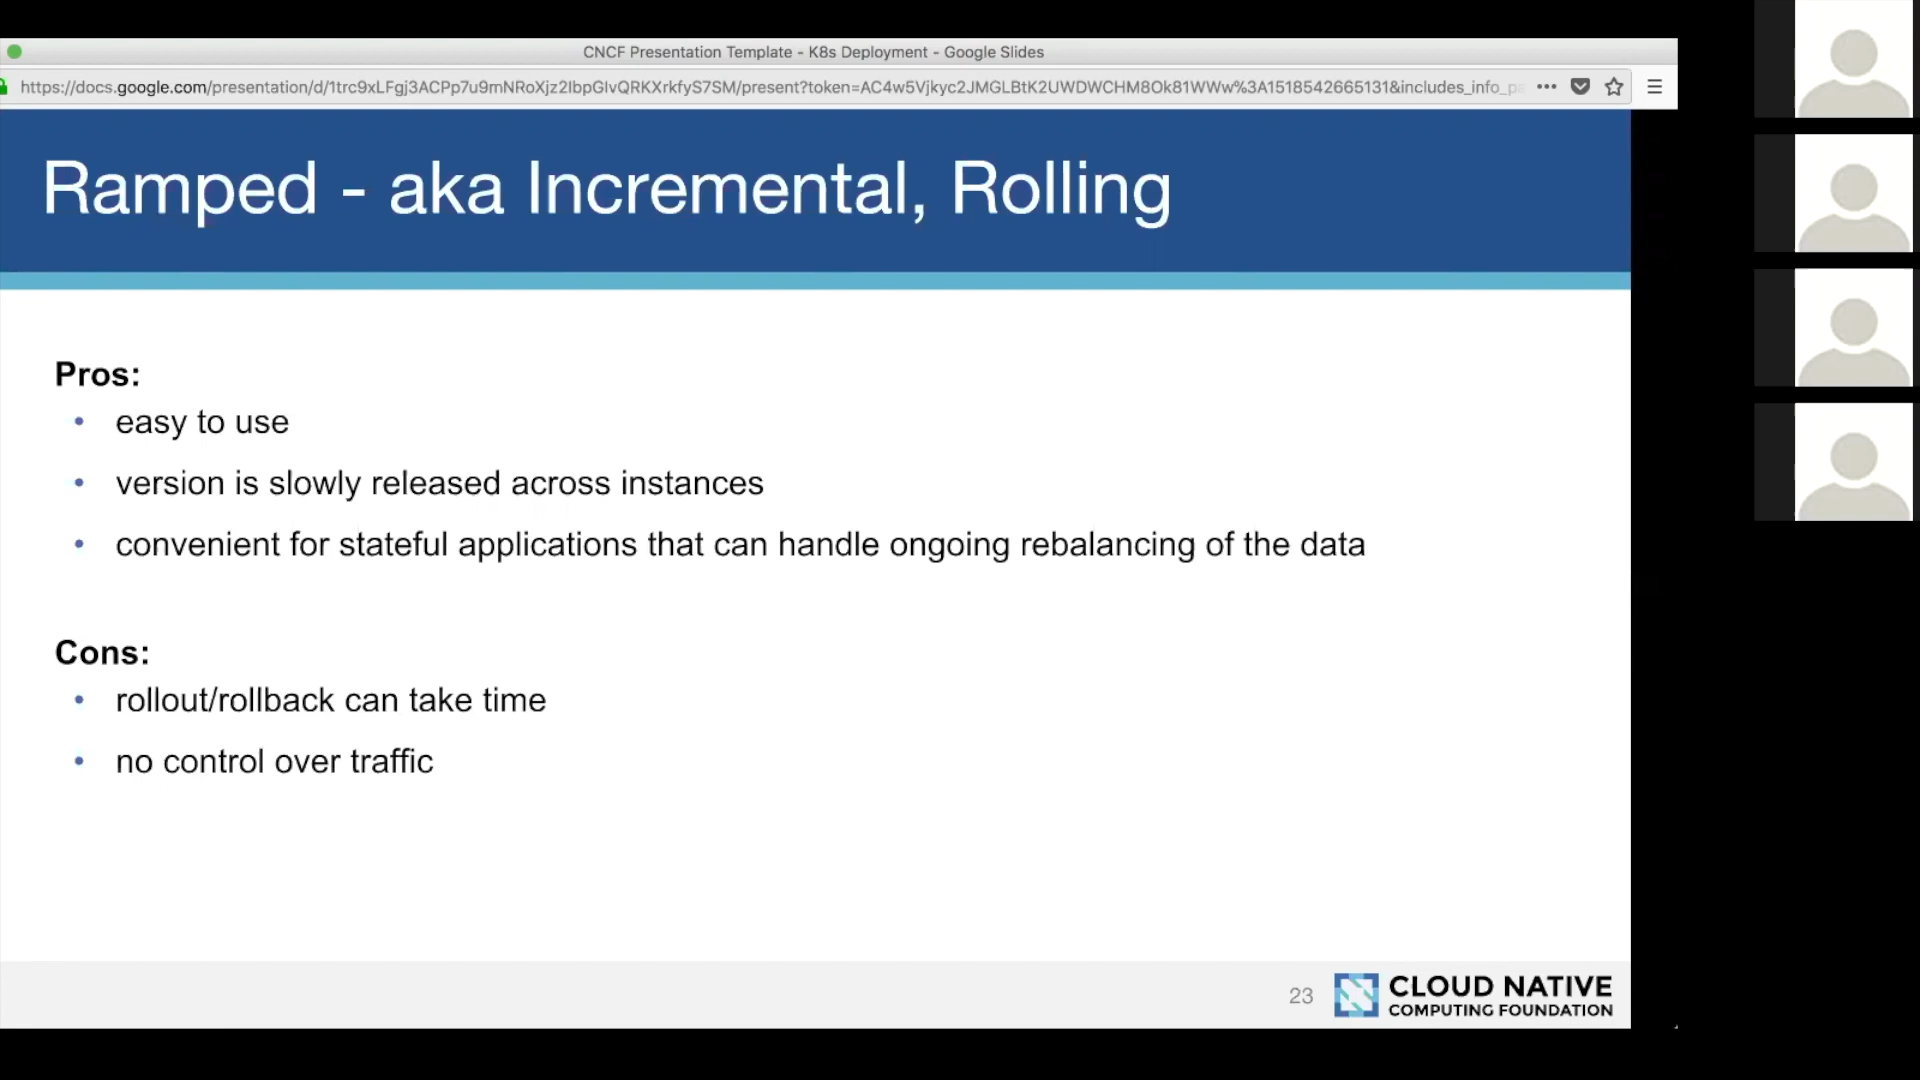 CNCF Presentation Template - K8s Deployment - Google Slides
https://docs.google.com/presentation/d/1trc9xLFgj3ACPp7u9mNRoXjz2IbpGIvQRKXrkfyS7SM/present?token=AC4w5Vjkyc2JMGLBtK2UWDWCHM8Ok81WWw%3A1518542665131&includes_info_p
Ramped - aka Incremental, Rolling
Pros:
• easy to use
• version is slowly released across instances
• convenient for stateful applications that can handle ongoing rebalancing of the data
Cons:
• rollout/rollback can take time
• no control over traffic
23
CLOUD NATIVE
COMPUTING FOUNDATION